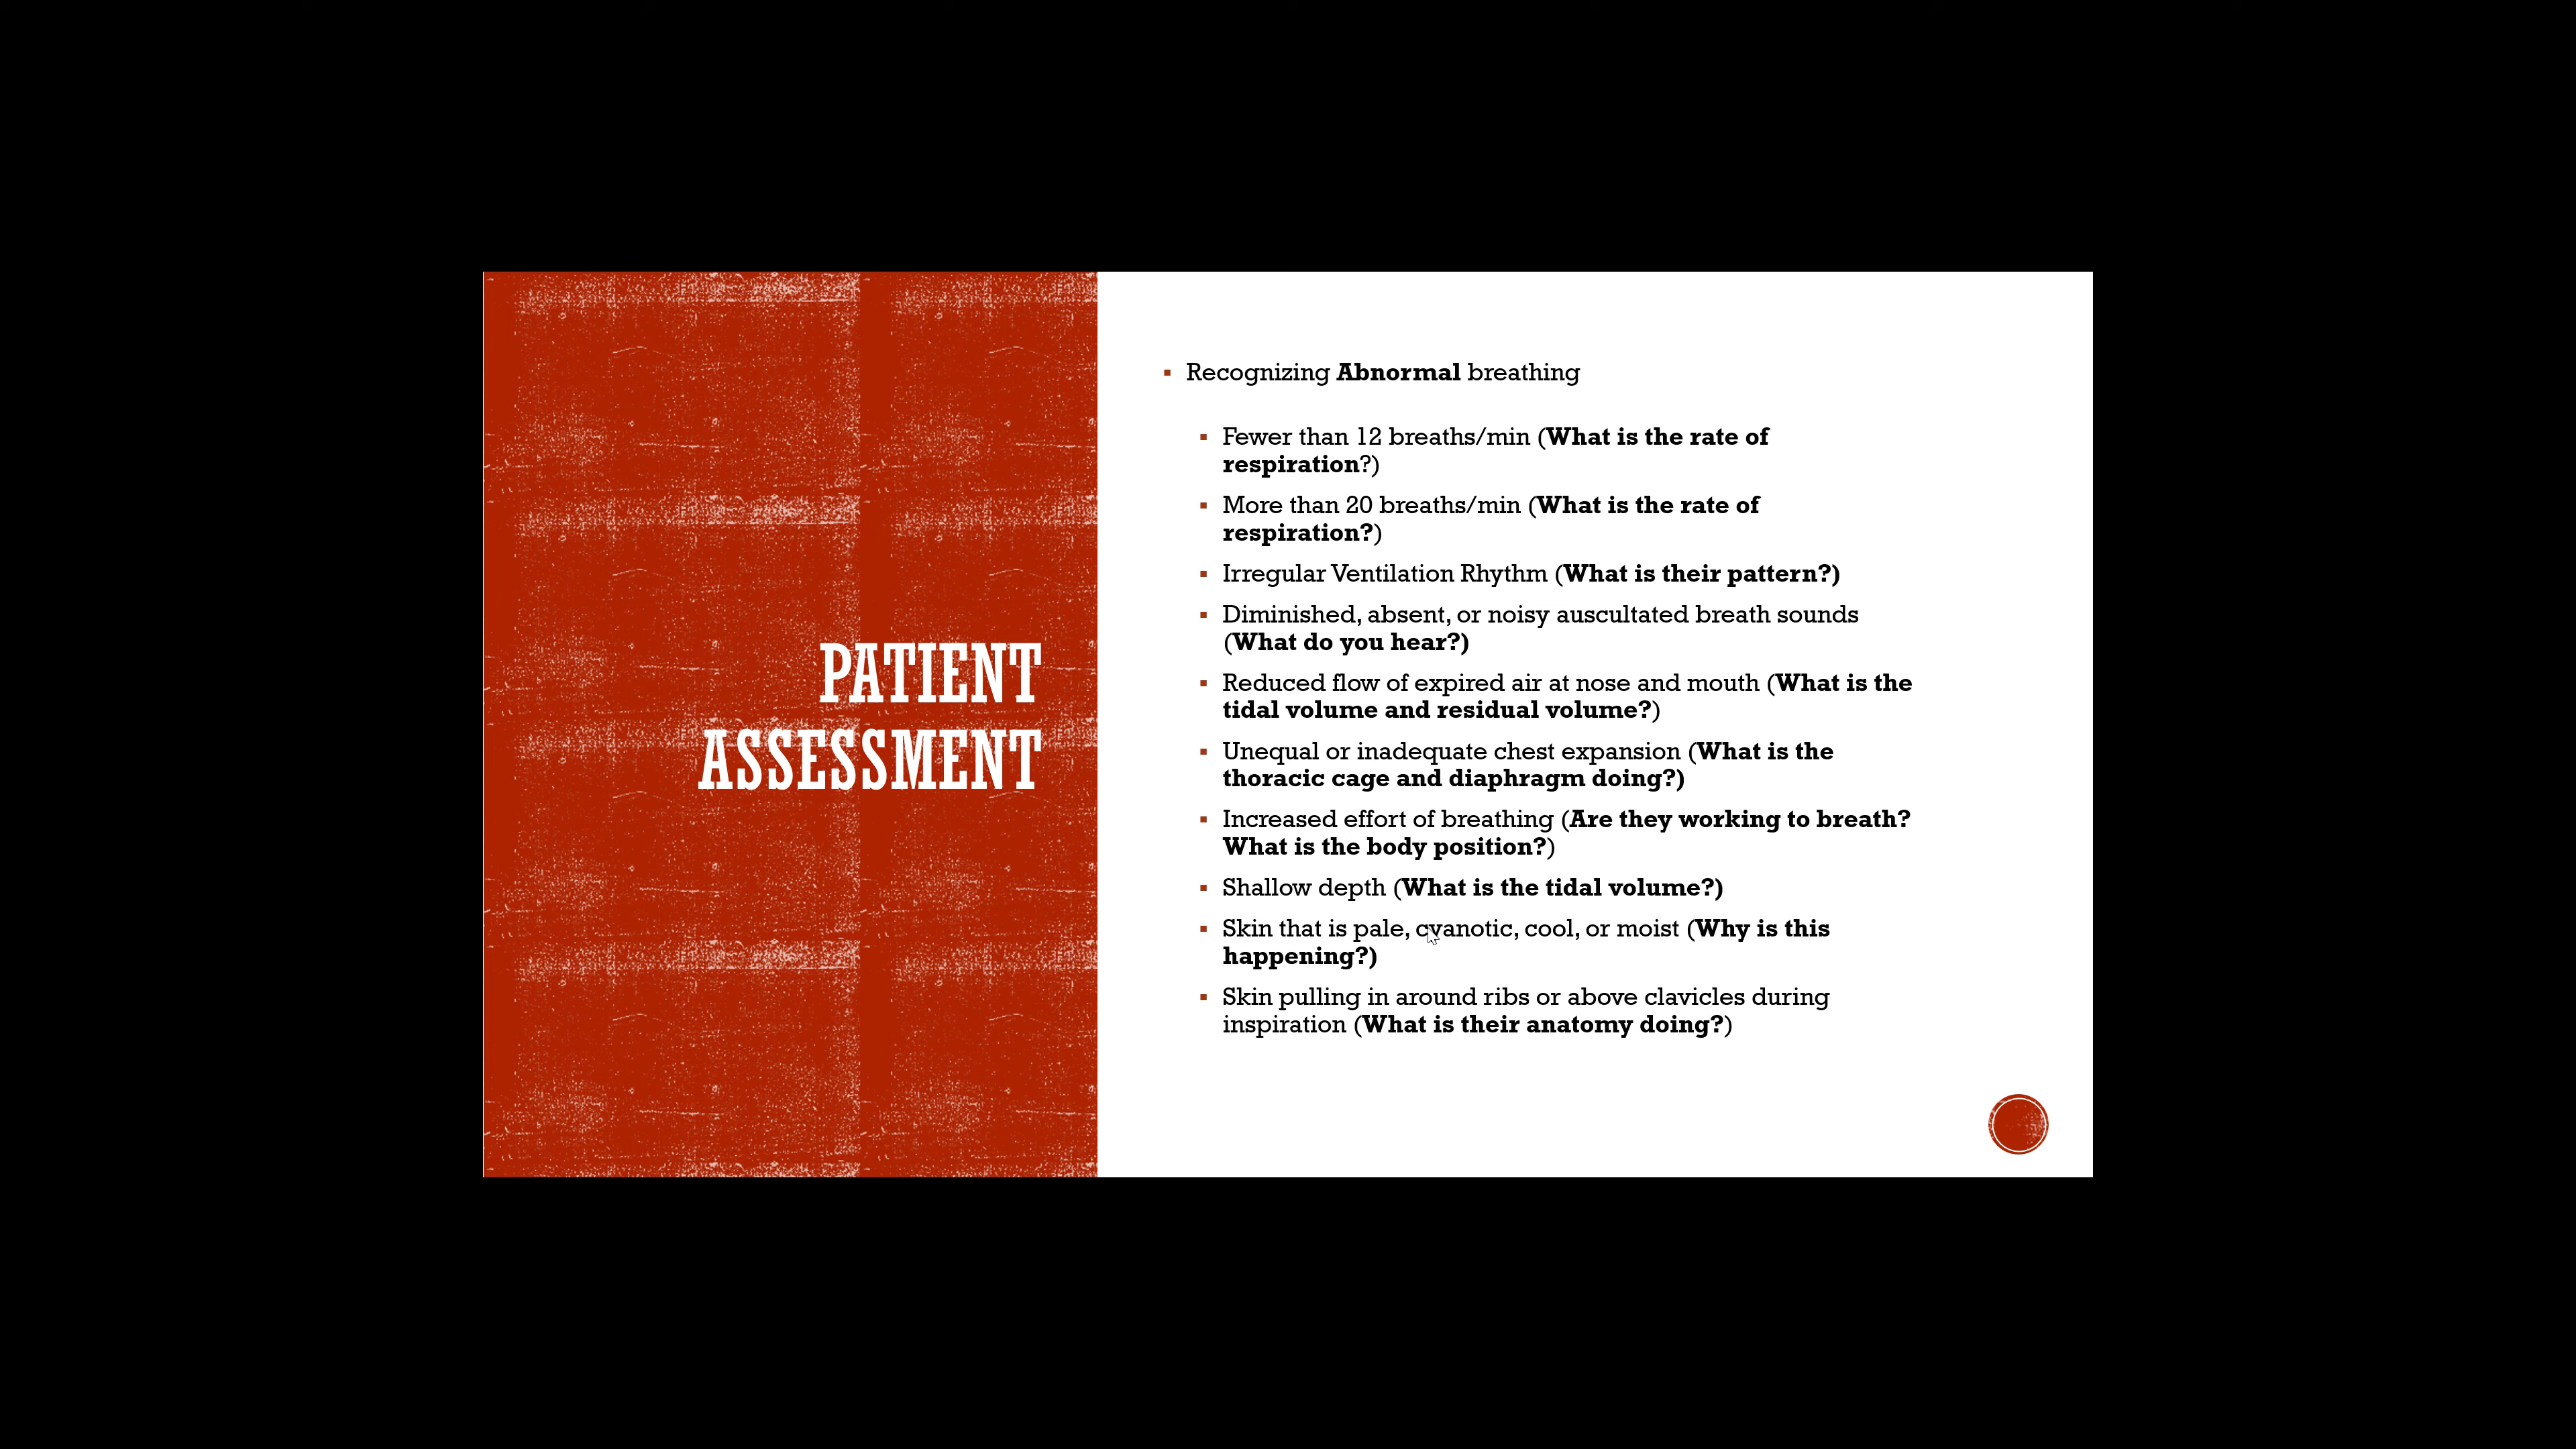 PATIENT
ASSESSMENT
Recognizing Abnormal breathing
Fewer than 12 breaths/min (What is the rate of
respiration?)
More than 20 breaths/min (What is the rate of
respiration?)
Irregular Ventilation Rhythm (What is their pattern?)
Diminished, absent, or noisy auscultated breath sounds
(What do you hear?)
Reduced flow of expired air at nose and mouth (What is the
tidal volume and residual volume?)
Unequal or inadequate chest expansion (What is the
thoracic cage and diaphragm doing?)
Increased effort of breathing (Are they working to breath?
What is the body position?)
Shallow depth (What is the tidal volume?)
Skin that is pale, cyanotic, cool, or moist (Why is this
happening?)
Skin pulling in around ribs or above clavicles during
inspiration (What is their anatomy doing?)